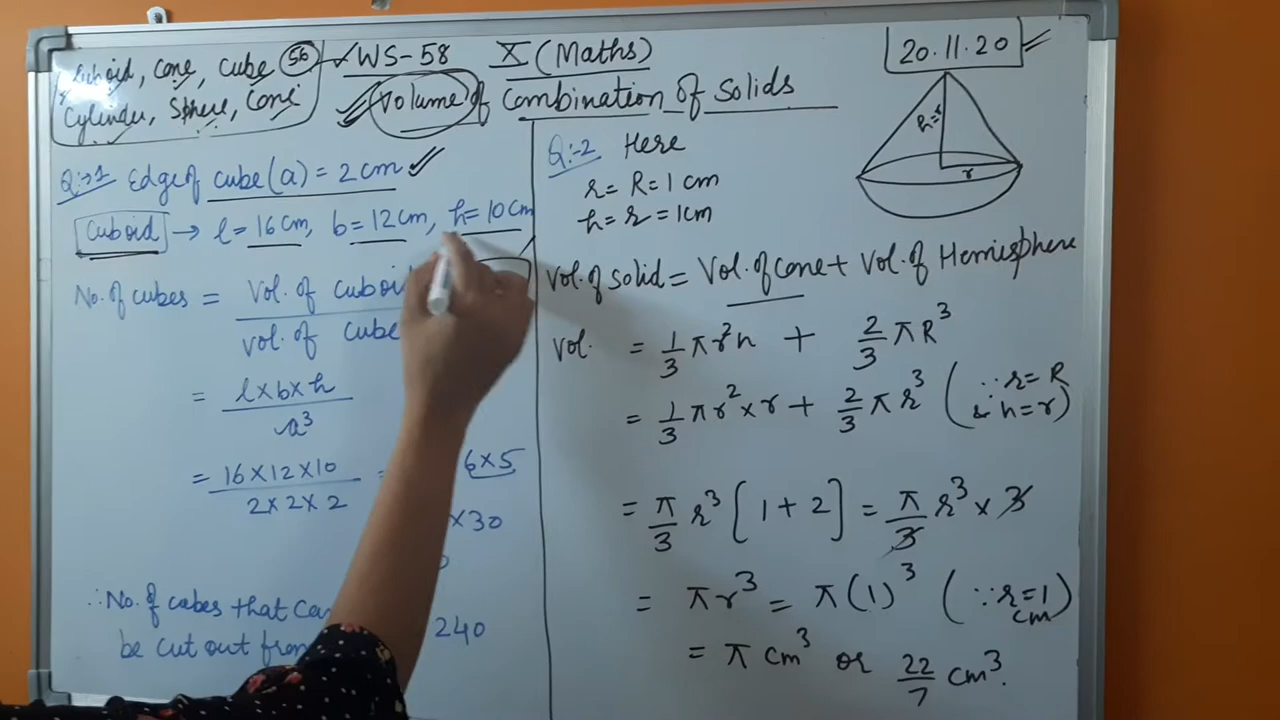 Cuboid, Cone, Cube 56
Cylinder, Sphere, Cone
WS-58 X (Maths)
20.11.20
Volume of Combination of Solids
Q:-1 Edge of cube(a) = 2 cm
Cuboid → l = 16 cm, b = 12 cm, h = 10 cm
No. of cubes = Vol. of cuboi
vol. of cube
= l × b × h
a³
= 16 × 12 × 10 =
2 × 2 × 2
6 × 5
× 30
∴ No. of cubes that ca
be cut out from 240
Q:-2 Here
r = R = 1 cm
h = r = 1cm
h=r
r
Vol. of solid = Vol. of cone + Vol. of Hemisphere
Vol. = 1/3 πr²h + 2/3 πR³
= 1/3 πr² × r + 2/3 πr³ (∵ r = R & h = r)
= π/3 r³ [1 + 2] = π/3 r³ × 3
= πr³ = π(1)³ (∵ r = 1 cm)
= π cm³ or 22/7 cm³.